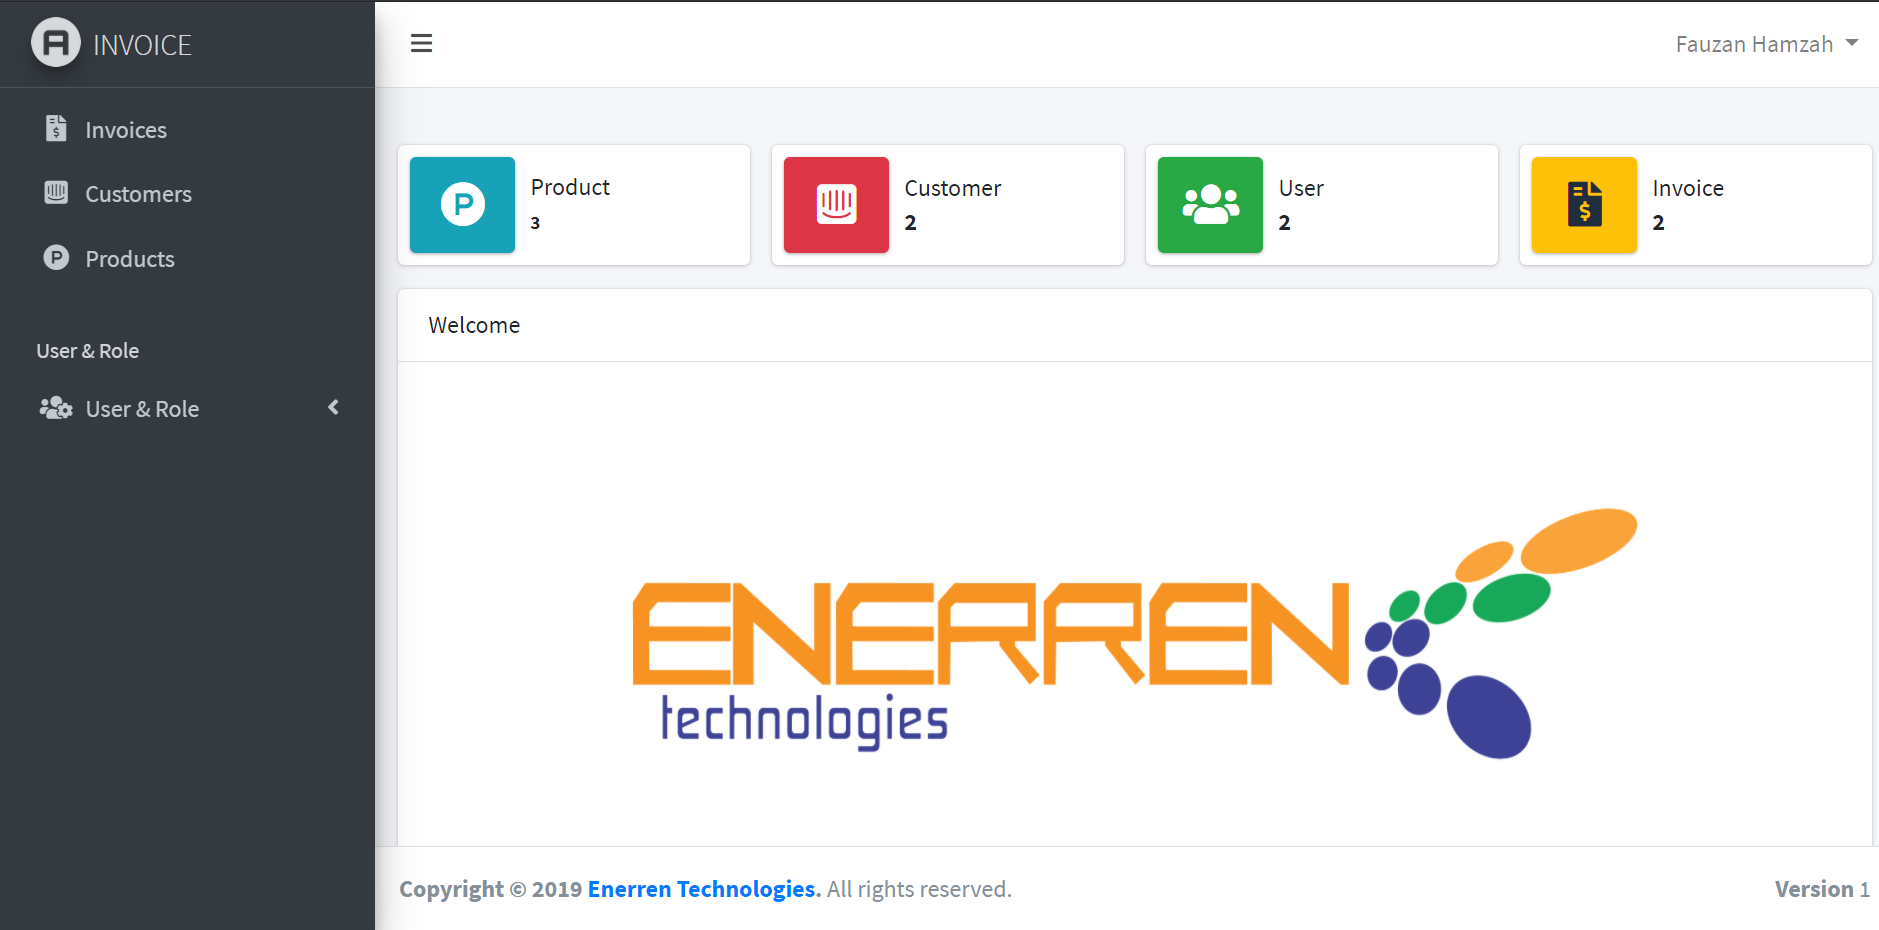 INVOICE
Fauzan Hamzah
Invoices
Customers
Products
User & Role
User & Role
Product
3
Customer
2
User
2
Invoice
2
Welcome
ENERREN
technologies
Copyright © 2019 Enerren Technologies. All rights reserved.
Version 1